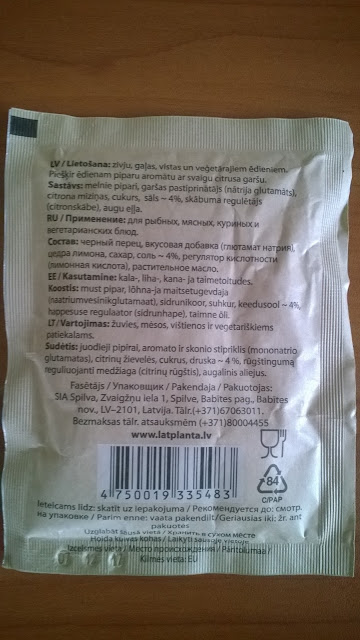 LV / Lietošana: zivju, gaļas, vistas un veģetārajiem ēdieniem.
Piešķir ēdienam piparu aromātu ar svaigu citrusa garšu.
Sastāvs: melnie pipari, garšas pastiprinātājs (nātrija glutamāts),
citrona miziņas, cukurs, sāls ~ 4%, skābuma regulētājs
(citronskābe), augu eļļa.
RU / Применение: для рыбных, мясных, куриных и
вегетарианских блюд.
Состав: черный перец, вкусовая добавка (глютамат натрия),
цедра лимона, сахар, соль ~ 4%, регулятор кислотности
(лимонная кислота), растительное масло.
EE / Kasutamine: kala-, liha-, kana- ja taimetoitudes.
Koostis: must pipar, lõhna-ja maitsetugevdaja
(naatriumvesinikglutamaat), sidrunikoor, suhkur, keedusool ~ 4%,
happesuse regulaator (sidrunhape), taimne õli.
LT / Vartojimas: žuvies, mėsos, vištienos ir vegetariškiems
patiekalams.
Sudėtis: juodieji pipirai, aromato ir skonio stipriklis (mononatrio
glutamatas), citrinų žievelės, cukrus, druska ~ 4%, rūgštingumą
reguliuojanti medžiaga (citrinų rūgštis), augalinis aliejus.
Fasētājs / Упаковщик / Pakendaja / Pakuotojas:
SIA Spilva, Zvaigžņu iela 1, Spilve, Babītes pag., Babītes
nov., LV–2101, Latvija. Tālr.(+371)67063011.
Bezmaksas tālr. atsauksmēm (+371)80004455
www.latplanta.lv
84
C/PAP
4 750019 335483
Ieteicams līdz: skatīt uz iepakojuma / Рекомендуется до: смотр.
на упаковке / Parim enne: vaata pakendilt / Geriausias iki: žr. ant
pakuotės
Uzglabāt sausā vietā / Хранить в сухом месте
Hoida kuivas kohas / Laikyti sausoje vietoje
Izcelsmes vieta / Место происхождения / Päritolumaa /
Kilmės vieta: EU